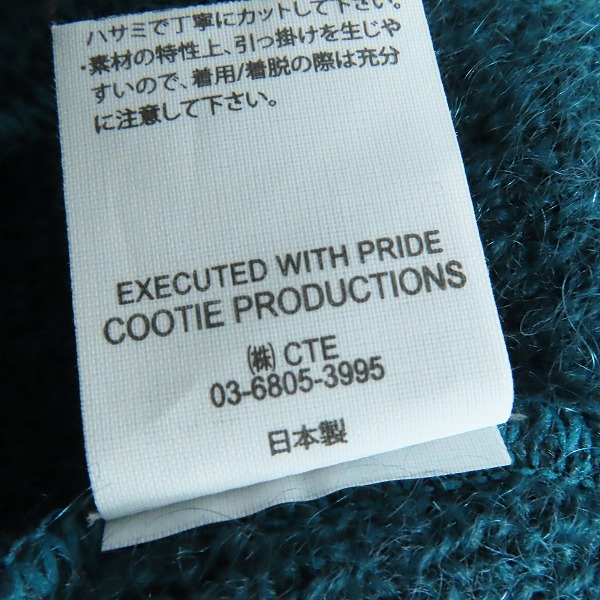 ハサミで丁寧にカットして下さい。
・素材の特性上、引っ掛けを生じや
すいので、着用/着脱の際は充分
に注意して下さい。
EXECUTED WITH PRIDE
COOTIE PRODUCTIONS
㈱ CTE
03-6805-3995
日本製